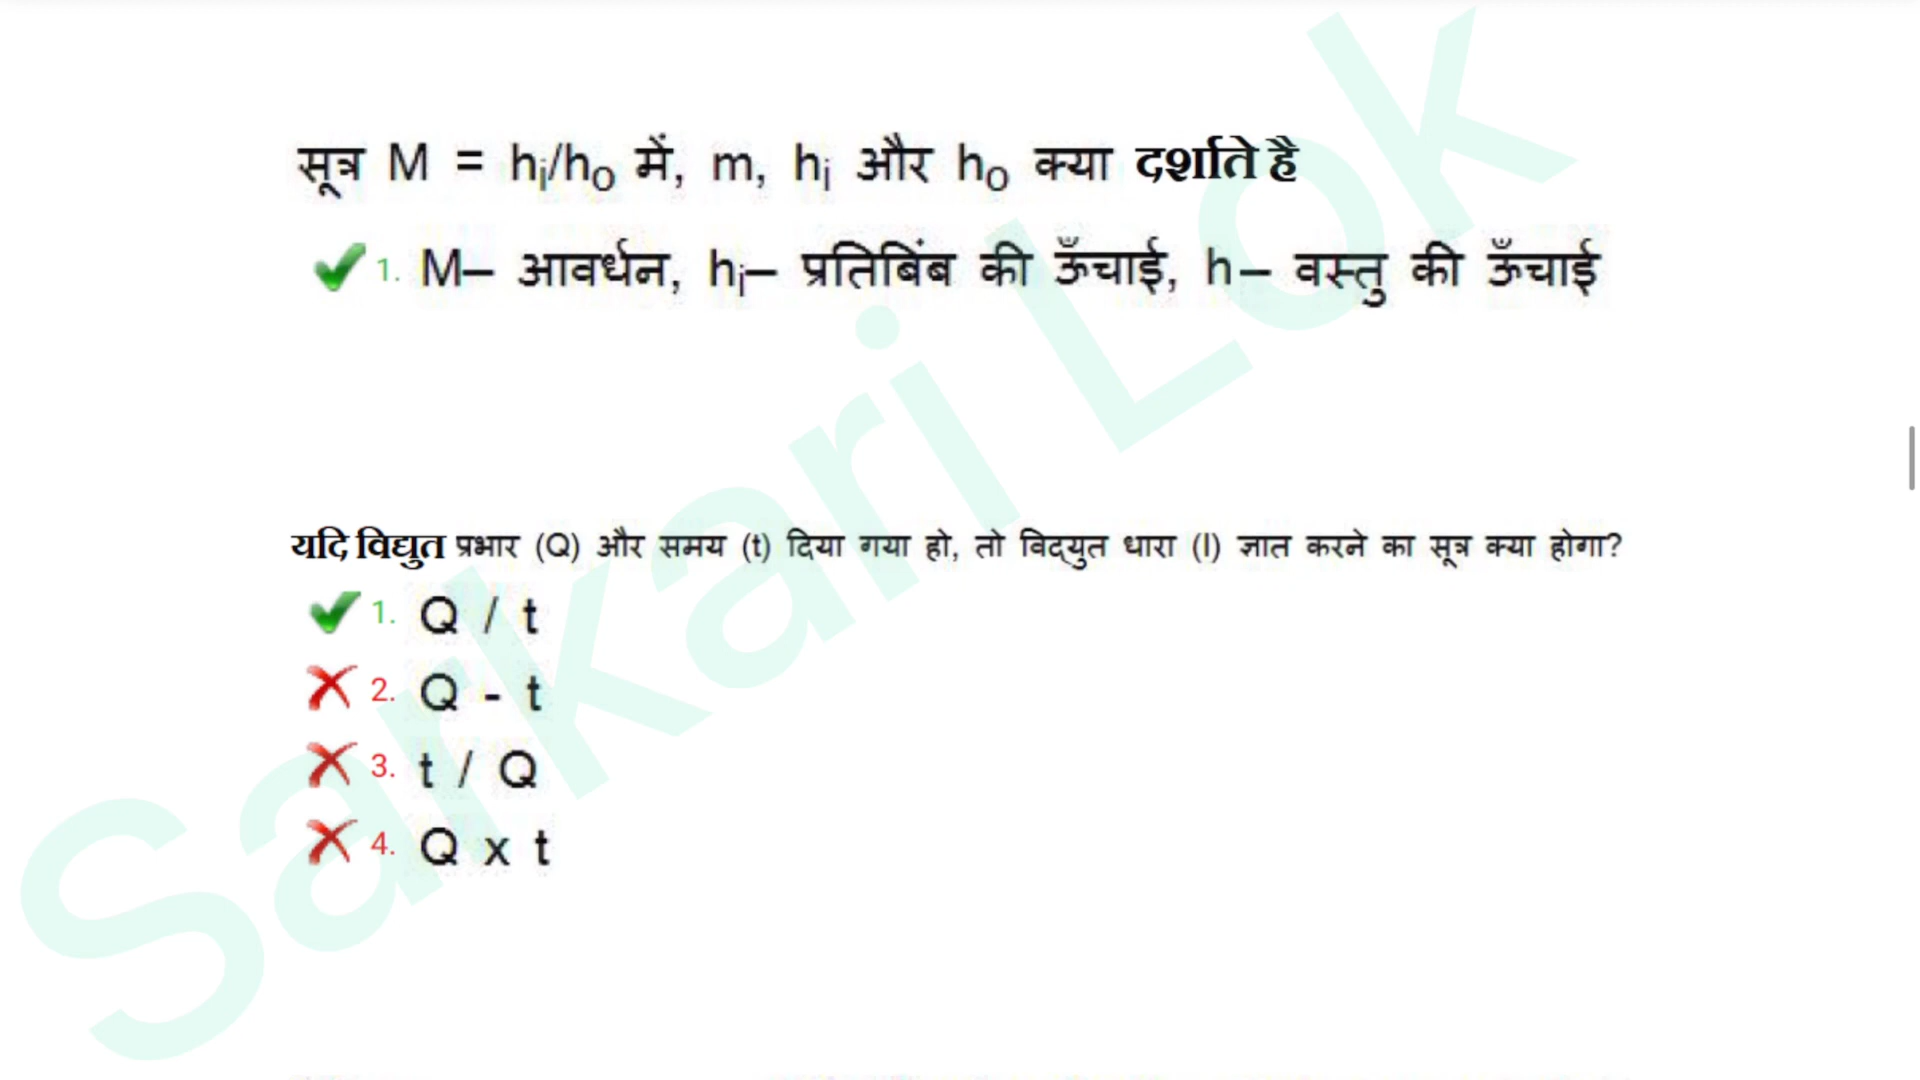 सूत्र M = hi/ho में, m, hi और ho क्या दर्शाते है
1. M– आवर्धन, hi– प्रतिबिंब की ऊँचाई, h– वस्तु की ऊँचाई
यदि विद्युत प्रभार (Q) और समय (t) दिया गया हो, तो विद्युत धारा (I) ज्ञात करने का सूत्र क्या होगा?
1. Q / t
2. Q - t
3. t / Q
4. Q x t
Sarkari Lok